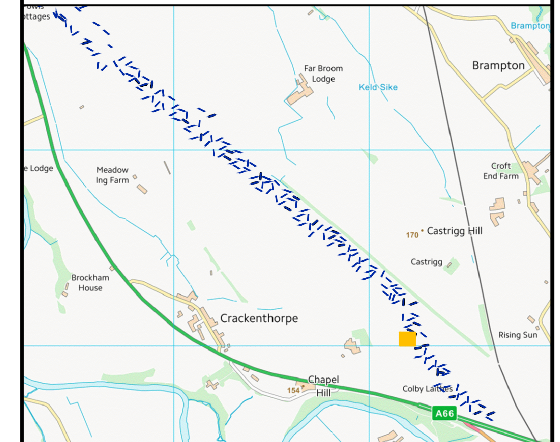 ottages
Brampton
Brampton
Far Broom
Lodge
Keld Sike
e Lodge
Meadow
Ing Farm
Croft
End Farm
170
Castrigg Hill
Castrigg
Brockham
House
Crackenthorpe
Rising Sun
Chapel
Hill
154
Colby Laithes
A66